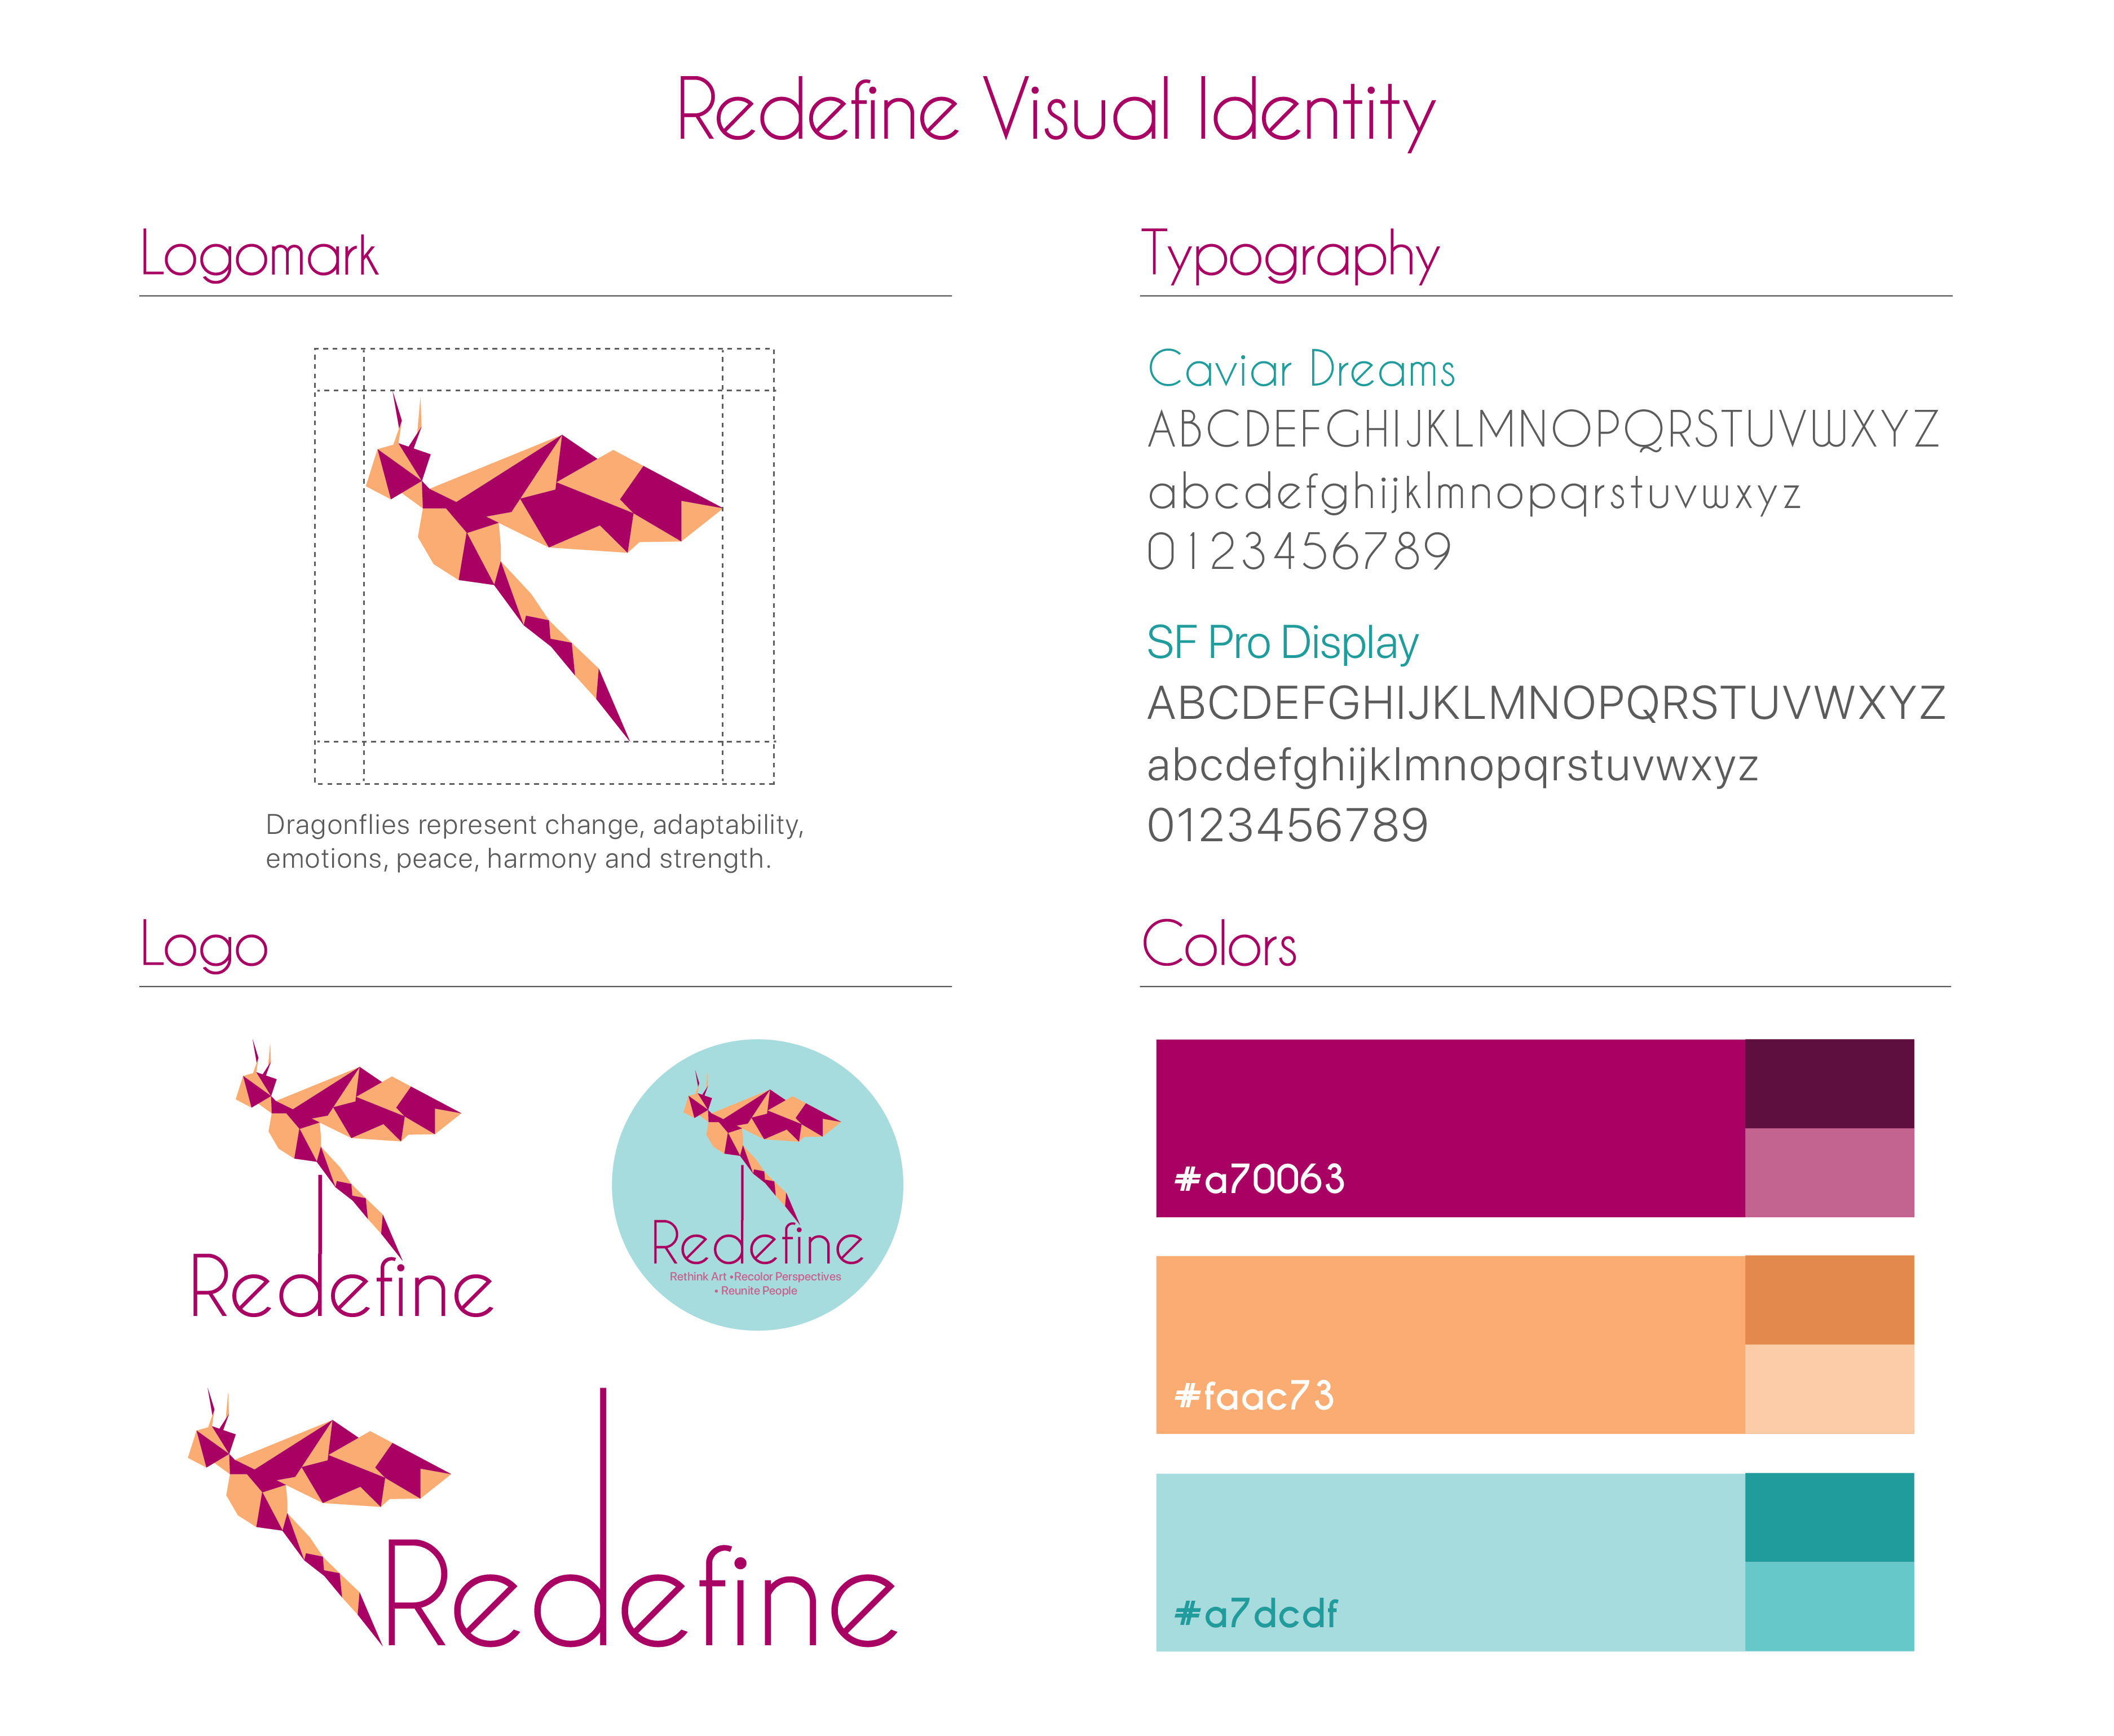 Redefine Visual Identity
Logomark
Dragonflies represent change, adaptability,
emotions, peace, harmony and strength.
Typography
Caviar Dreams
ABCDEFGHIJKLMNOPQRSTUVWXYZ
abcdefghijklmnopqrstuvwxyz
0123456789
SF Pro Display
ABCDEFGHIJKLMNOPQRSTUVWXYZ
abcdefghijklmnopqrstuvwxyz
0123456789
Logo
Redefine
Redefine
Rethink Art •Recolor Perspectives
• Reunite People
Redefine
Colors
#a70063
#faac73
#a7dcdf